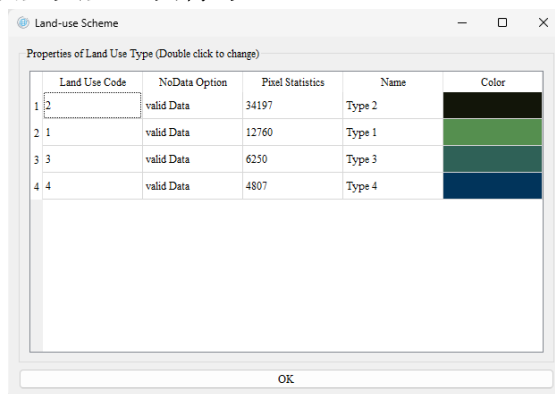 Land-use Scheme
Properties of Land Use Type (Double click to change)
Land Use Code NoData Option Pixel Statistics Name Color
1 2 valid Data 34197 Type 2
2 1 valid Data 12760 Type 1
3 3 valid Data 6250 Type 3
4 4 valid Data 4807 Type 4
OK